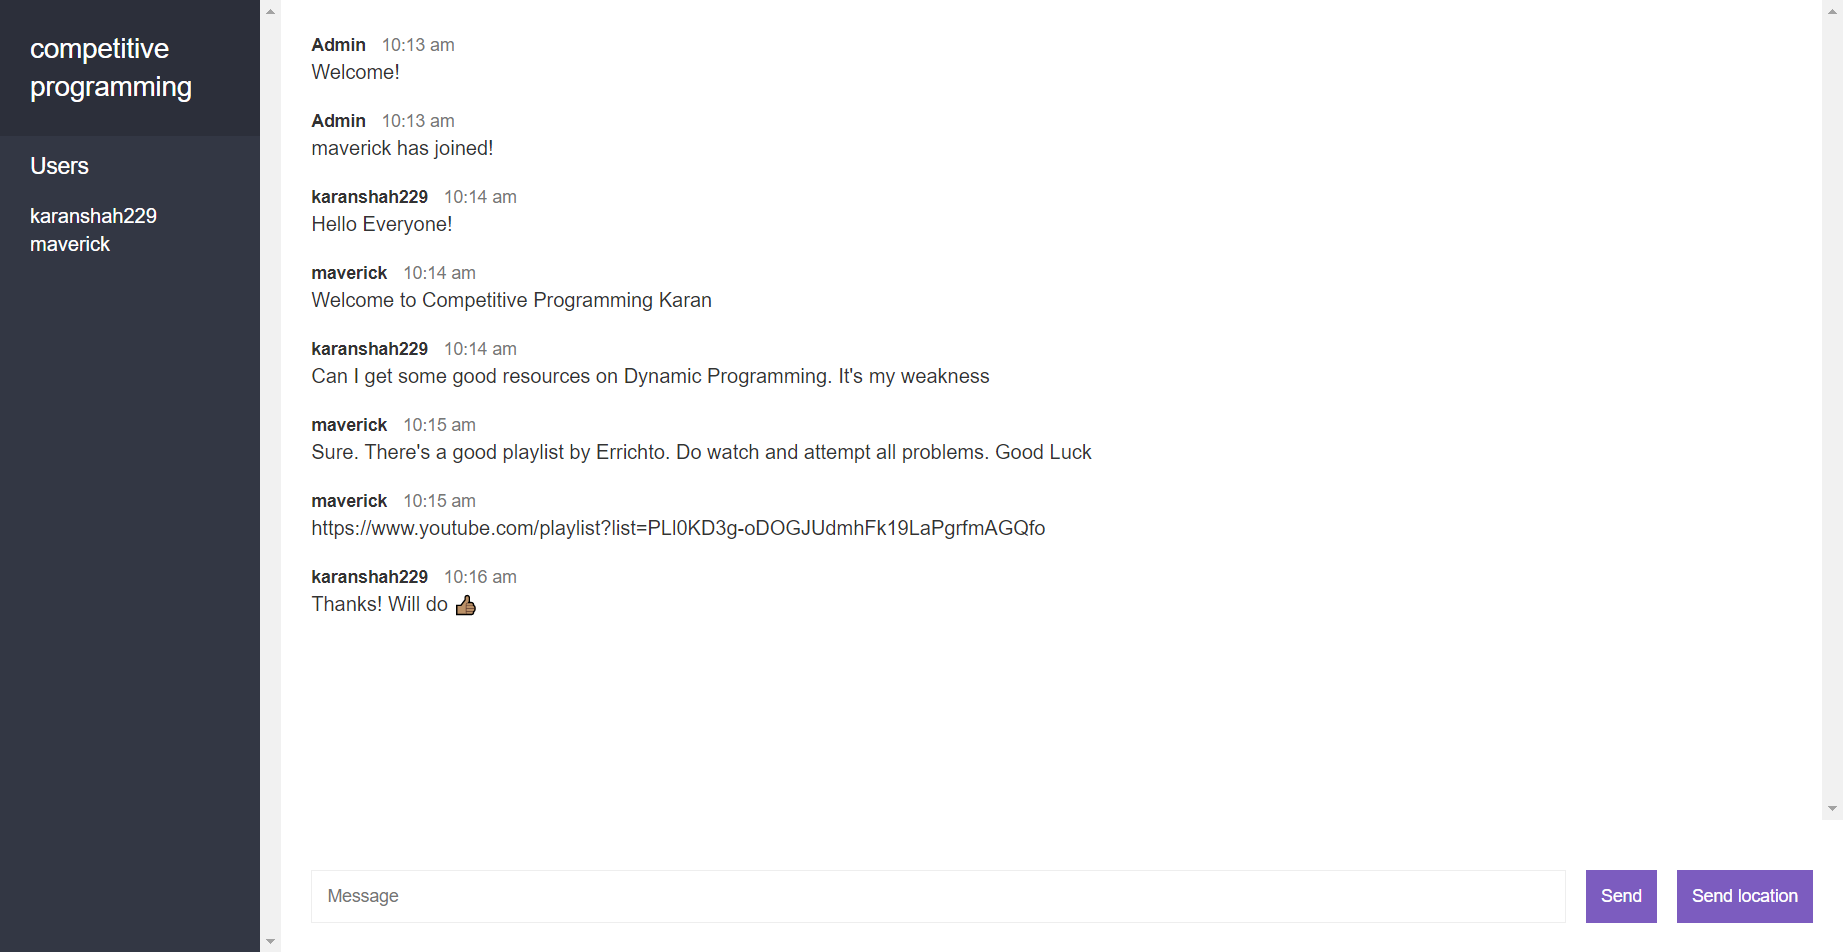 competitive
programming
Users
karanshah229
maverick
Admin 10:13 am
Welcome!
Admin 10:13 am
maverick has joined!
karanshah229 10:14 am
Hello Everyone!
maverick 10:14 am
Welcome to Competitive Programming Karan
karanshah229 10:14 am
Can I get some good resources on Dynamic Programming. It's my weakness
maverick 10:15 am
Sure. There's a good playlist by Errichto. Do watch and attempt all problems. Good Luck
maverick 10:15 am
https://www.youtube.com/playlist?list=PLl0KD3g-oDOGJUdmhFk19LaPgrfmAGQfo
karanshah229 10:16 am
Thanks! Will do 👍🏽
Message
Send
Send location